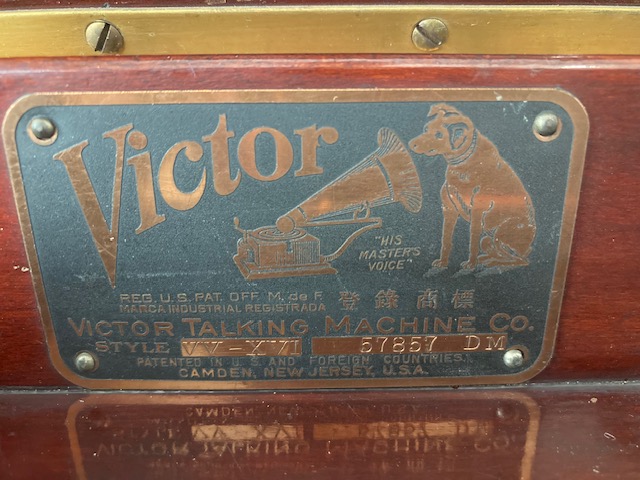 Victor
"HIS
MASTER'S
VOICE"
REG. U.S. PAT. OFF. M. de F.
MARCA INDUSTRIAL REGISTRADA
登錄商標
VICTOR TALKING MACHINE CO.
STYLE VV-XVI 57857 DM
PATENTED IN U.S. AND FOREIGN COUNTRIES.
CAMDEN, NEW JERSEY, U.S.A.